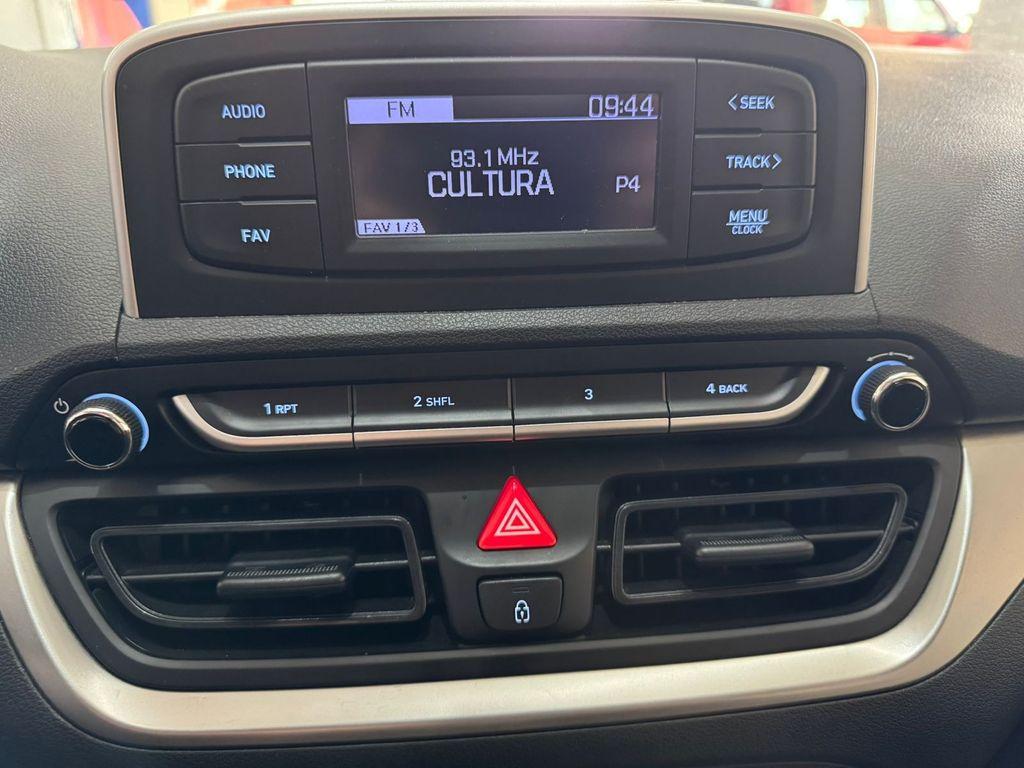 AUDIO
PHONE
FAV
FM 09:44
93.1 MHz
CULTURA
P4
FAV 1/3
<SEEK
TRACK>
MENU
CLOCK
1 RPT
2 SHFL
3
4 BACK